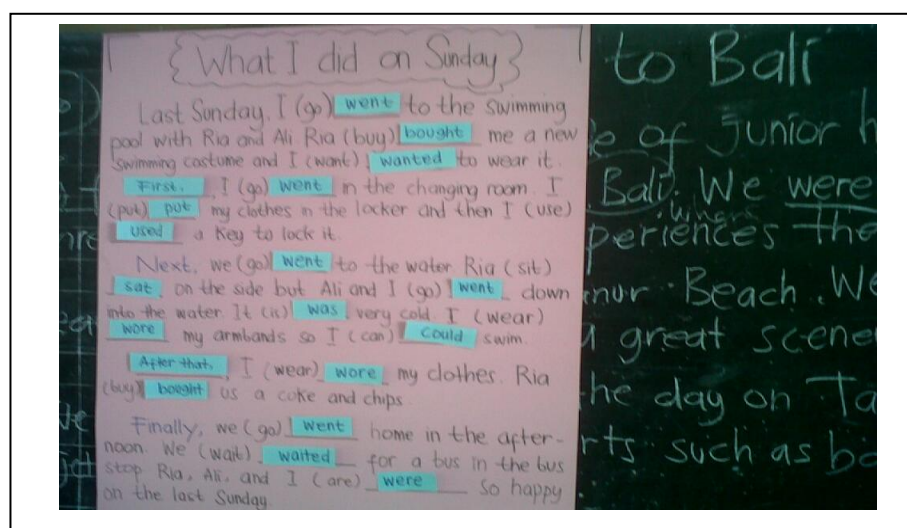 {What I did on Sunday}
Last Sunday, I (go) went to the swimming
pool with Ria and Ali Ria (buy) bought me a new
swimming costume and I (want) wanted to wear it.
First, I (go) went in the changing room. I
(put) put my clothes in the locker and then I (use)
used a key to lock it.
Next, we (go) went to the water Ria (sit)
sat on the side but Ali and I (go) went down
into the water. It (is) was very cold. I (wear)
wore my armbands so I (can) could swim.
After that, I (wear) wore my clothes. Ria
(buy) bought us a coke and chips.
Finally, we (go) went home in the after-
noon. We (wait) waited for a bus in the bus
stop Ria, Ali, and I (are) were so happy
on the last Sunday.
to Bali
of junior h
Bali. We were
where
periences the
nur Beach. We
a great scene
he day on Ta
rts such as bo